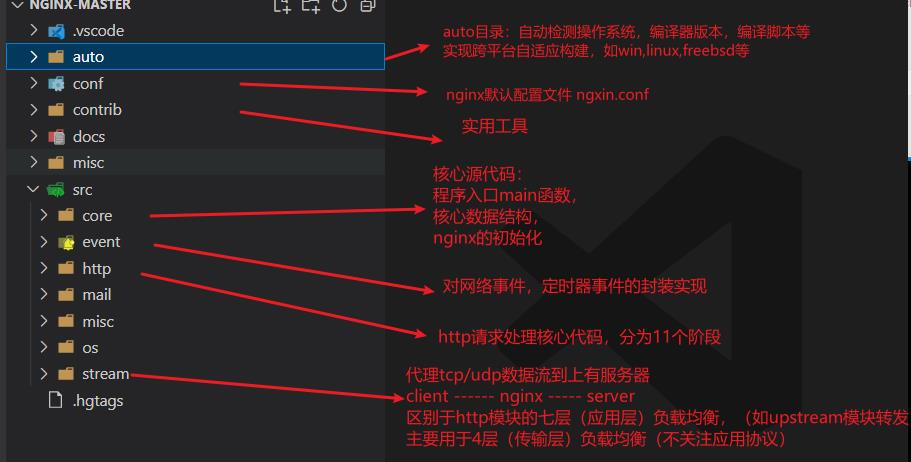 NGINX-MASTER
.vscode
auto
conf
contrib
docs
misc
src
core
event
http
mail
misc
os
stream
.hgtags
auto目录：自动检测操作系统，编译器版本，编译脚本等
实现跨平台自适应构建，如win,linux,freebsd等
nginx默认配置文件 ngxin.conf
实用工具
核心源代码：
程序入口main函数，
核心数据结构，
nginx的初始化
对网络事件，定时器事件的封装实现
http请求处理核心代码，分为11个阶段
代理tcp/udp数据流到上有服务器
client ------ nginx ----- server
区别于http模块的七层（应用层）负载均衡，（如upstream模块转发
主要用于4层（传输层）负载均衡（不关注应用协议）